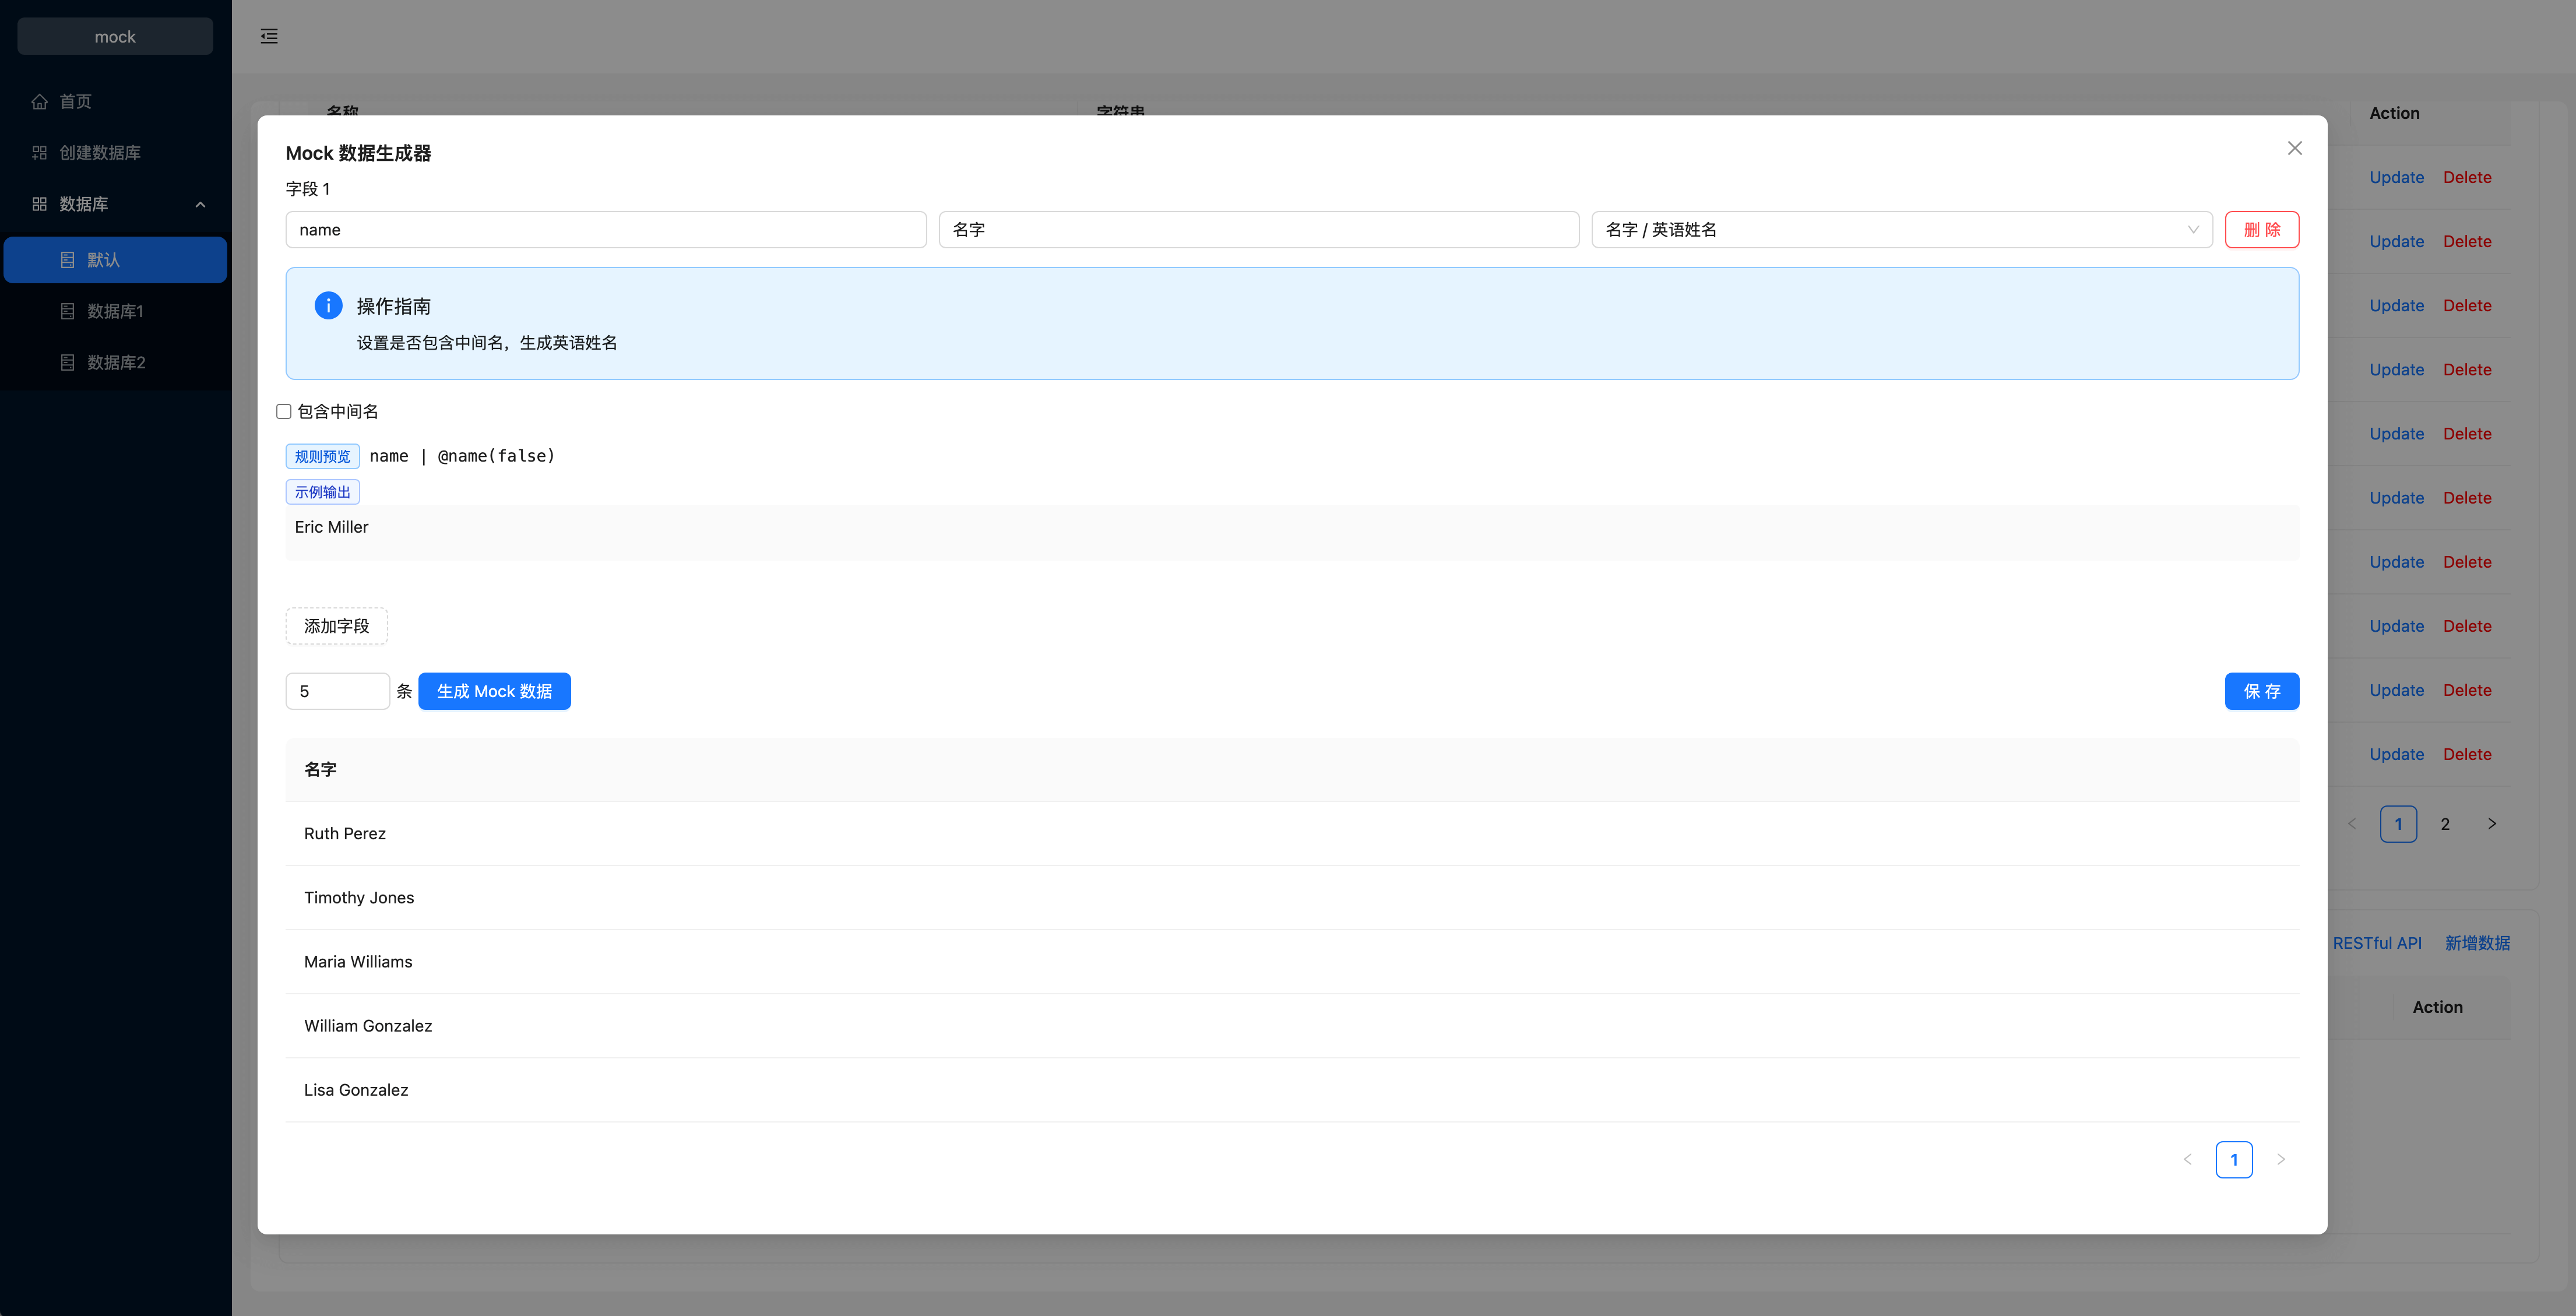 mock
首页
创建数据库
数据库
默认
数据库1
数据库2
名称 字符串 Action
Mock 数据生成器
字段 1
name 名字 名字 / 英语姓名 删除
操作指南
设置是否包含中间名，生成英语姓名
包含中间名
规则预览 name | @name(false)
示例输出
Eric Miller
添加字段
5 条 生成 Mock 数据 保存
名字
Ruth Perez
Timothy Jones
Maria Williams
William Gonzalez
Lisa Gonzalez
1
Update Delete
Update Delete
Update Delete
Update Delete
Update Delete
Update Delete
Update Delete
Update Delete
Update Delete
Update Delete
1 2
RESTful API 新增数据
Action